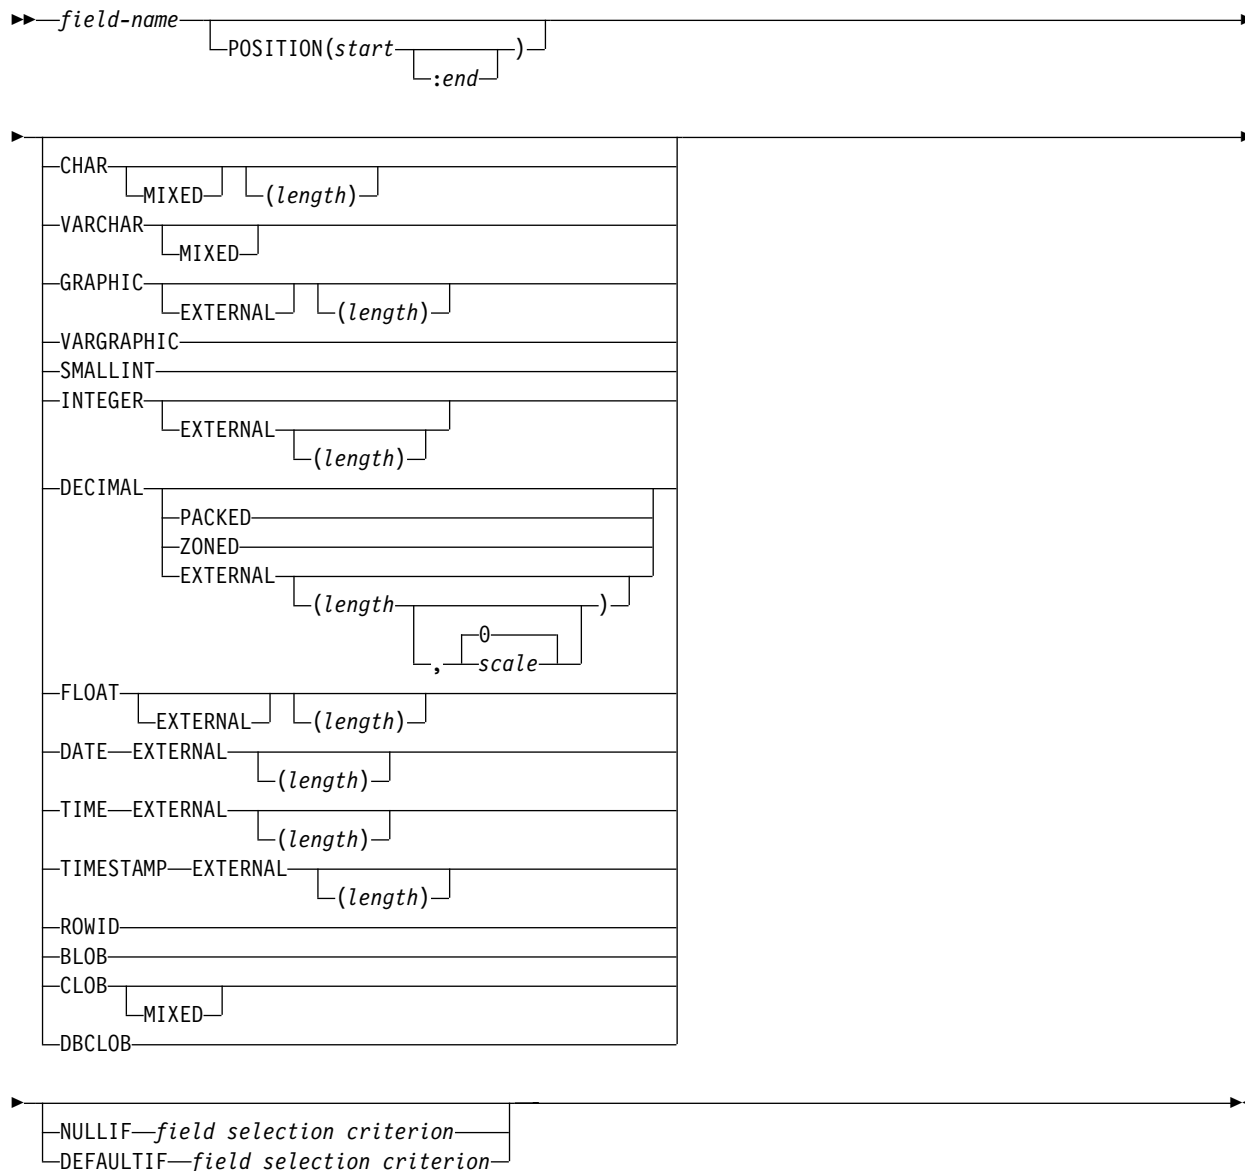 field-name
POSITION(start )
:end
CHAR
MIXED (length)
VARCHAR
MIXED
GRAPHIC
EXTERNAL (length)
VARGRAPHIC
SMALLINT
INTEGER
EXTERNAL
(length)
DECIMAL
PACKED
ZONED
EXTERNAL
(length )
0
, scale
FLOAT
EXTERNAL (length)
DATE EXTERNAL
(length)
TIME EXTERNAL
(length)
TIMESTAMP EXTERNAL
(length)
ROWID
BLOB
CLOB
MIXED
DBCLOB
NULLIF field selection criterion
DEFAULTIF field selection criterion